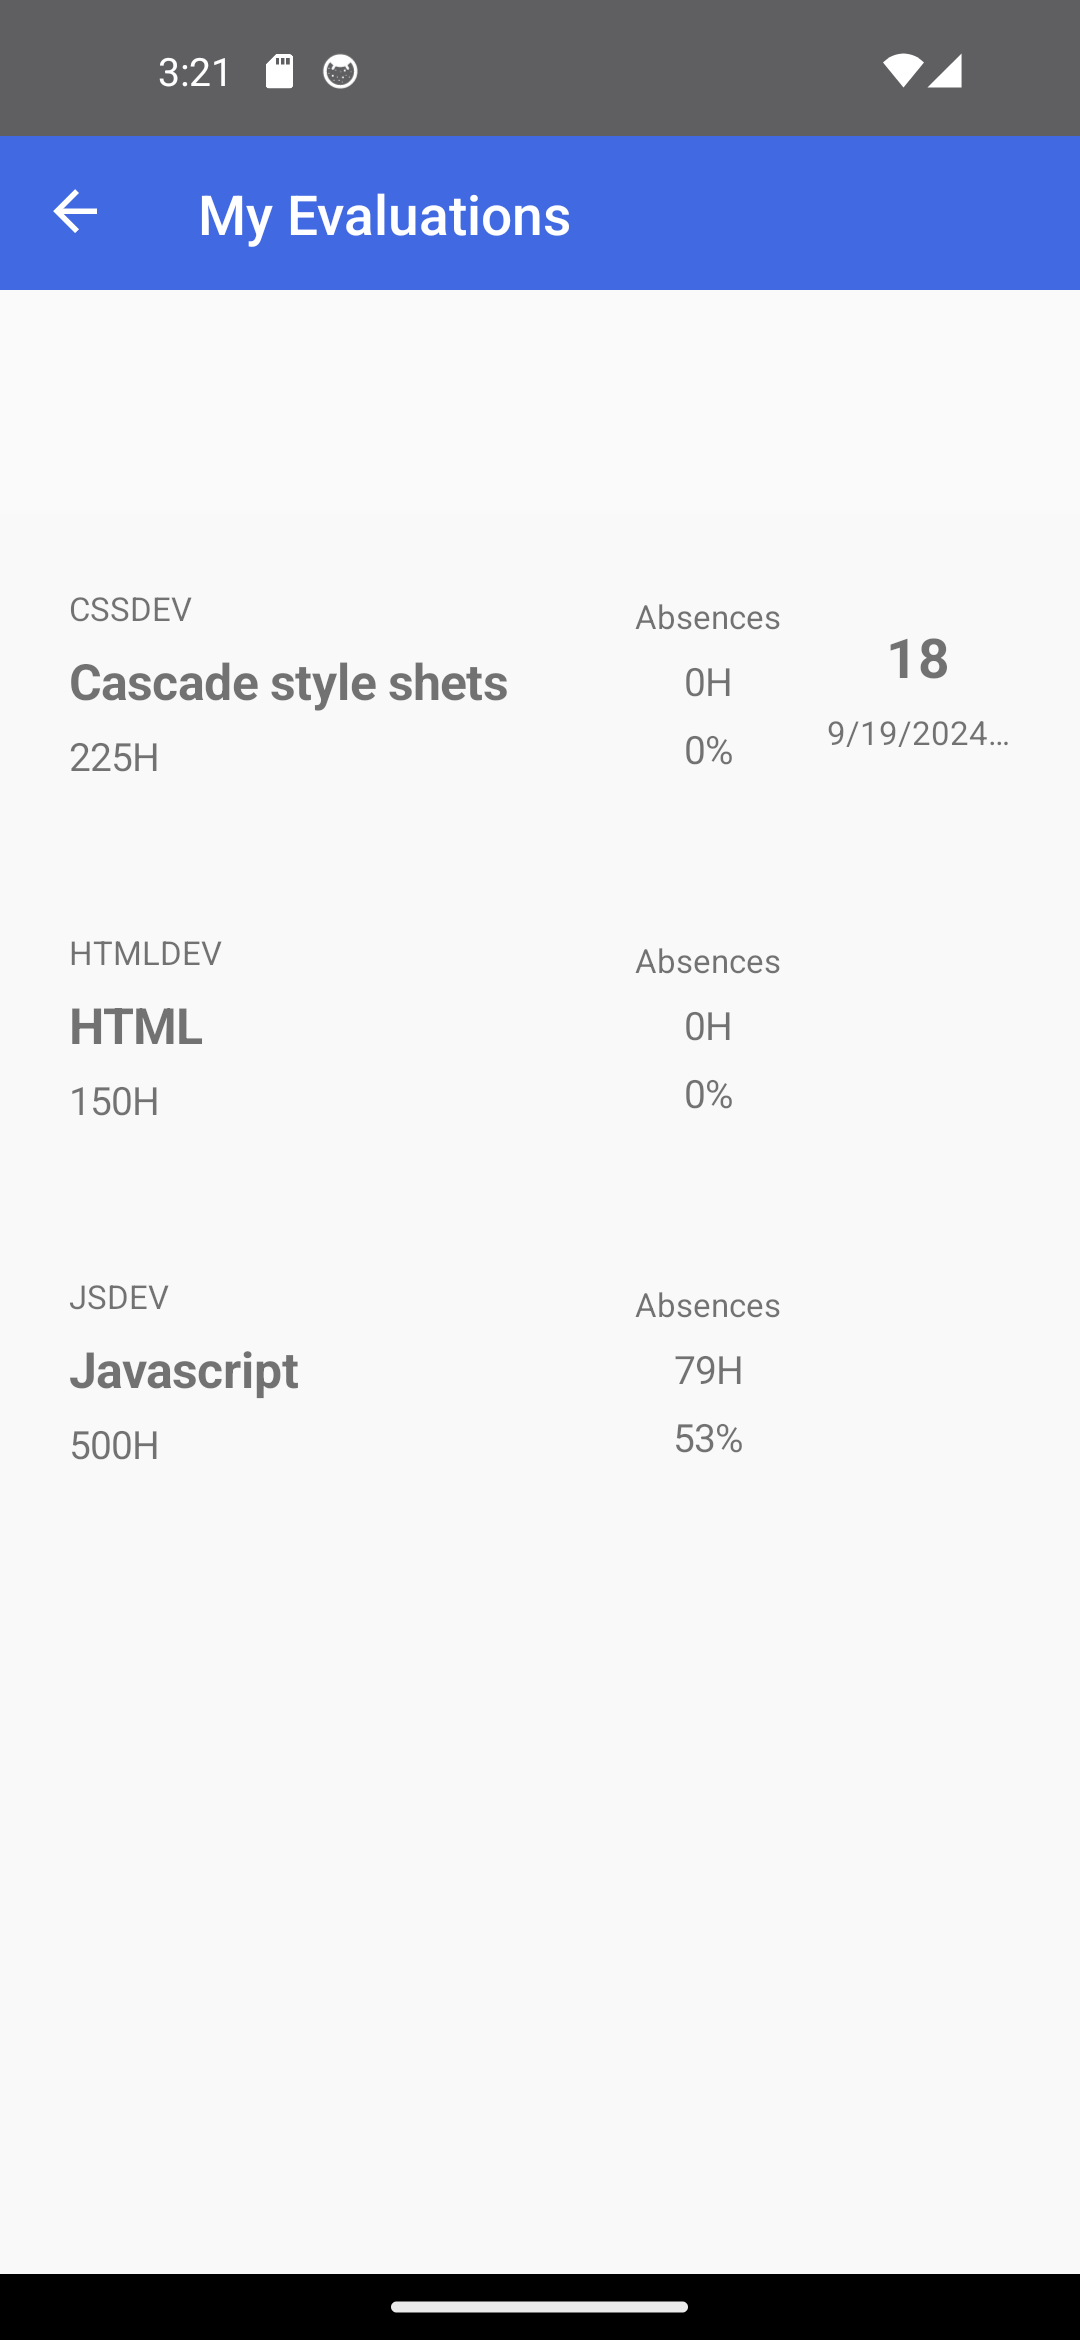 3:21
My Evaluations
CSSDEV
Cascade style shets
225H
Absences
0H
0%
18
9/19/2024…
HTMLDEV
HTML
150H
Absences
0H
0%
JSDEV
Javascript
500H
Absences
79H
53%